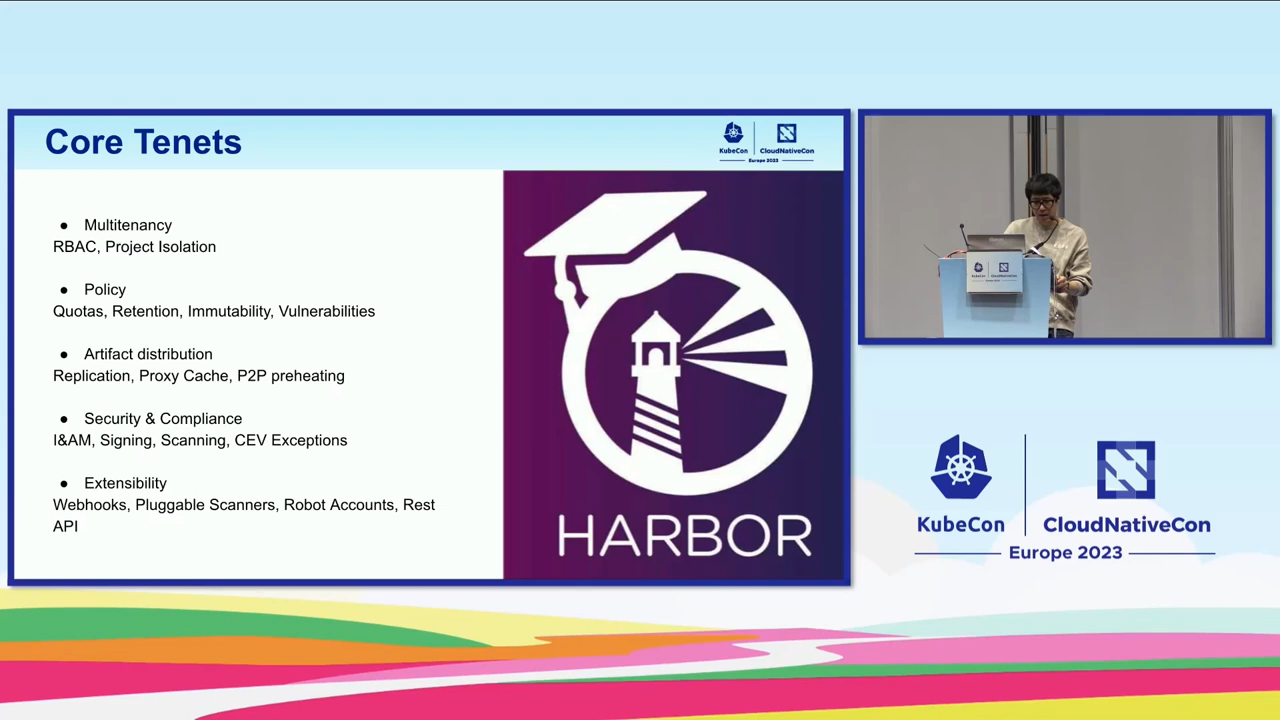 Core Tenets
KubeCon
CloudNativeCon
Europe 2023
● Multitenancy
RBAC, Project Isolation
● Policy
Quotas, Retention, Immutability, Vulnerabilities
● Artifact distribution
Replication, Proxy Cache, P2P preheating
● Security & Compliance
I&AM, Signing, Scanning, CEV Exceptions
● Extensibility
Webhooks, Pluggable Scanners, Robot Accounts, Rest
API
HARBOR
KubeCon
CloudNativeCon
Europe 2023